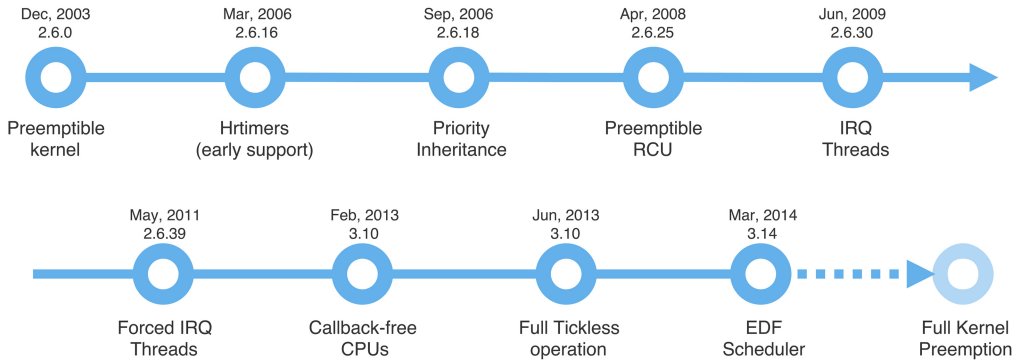 Dec, 2003
2.6.0
Mar, 2006
2.6.16
Sep, 2006
2.6.18
Apr, 2008
2.6.25
Jun, 2009
2.6.30
Preemptible
kernel
Hrtimers
(early support)
Priority
Inheritance
Preemptible
RCU
IRQ
Threads
May, 2011
2.6.39
Feb, 2013
3.10
Jun, 2013
3.10
Mar, 2014
3.14
Forced IRQ
Threads
Callback-free
CPUs
Full Tickless
operation
EDF
Scheduler
Full Kernel
Preemption